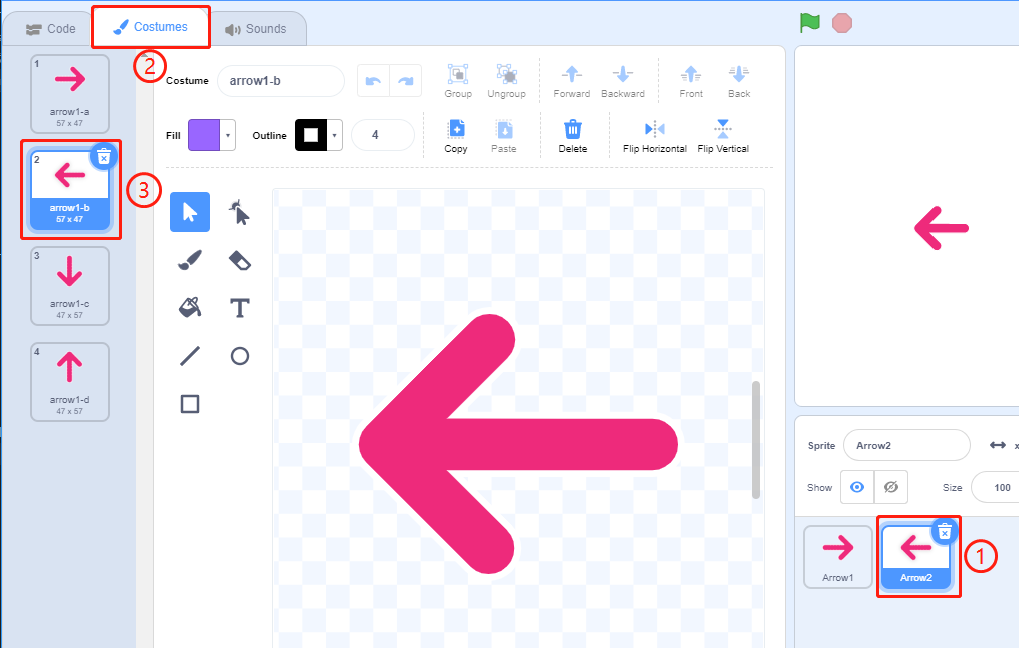 Code
Costumes
Sounds
2
1
arrow1-a
57 x 47
2
arrow1-b
57 x 47
3
3
arrow1-c
47 x 57
4
arrow1-d
47 x 57
Costume
arrow1-b
Group
Ungroup
Forward
Backward
Front
Back
Fill
Outline
4
Copy
Paste
Delete
Flip Horizontal
Flip Vertical
T
Sprite
Arrow2
x
Show
Size
100
Arrow1
Arrow2
1